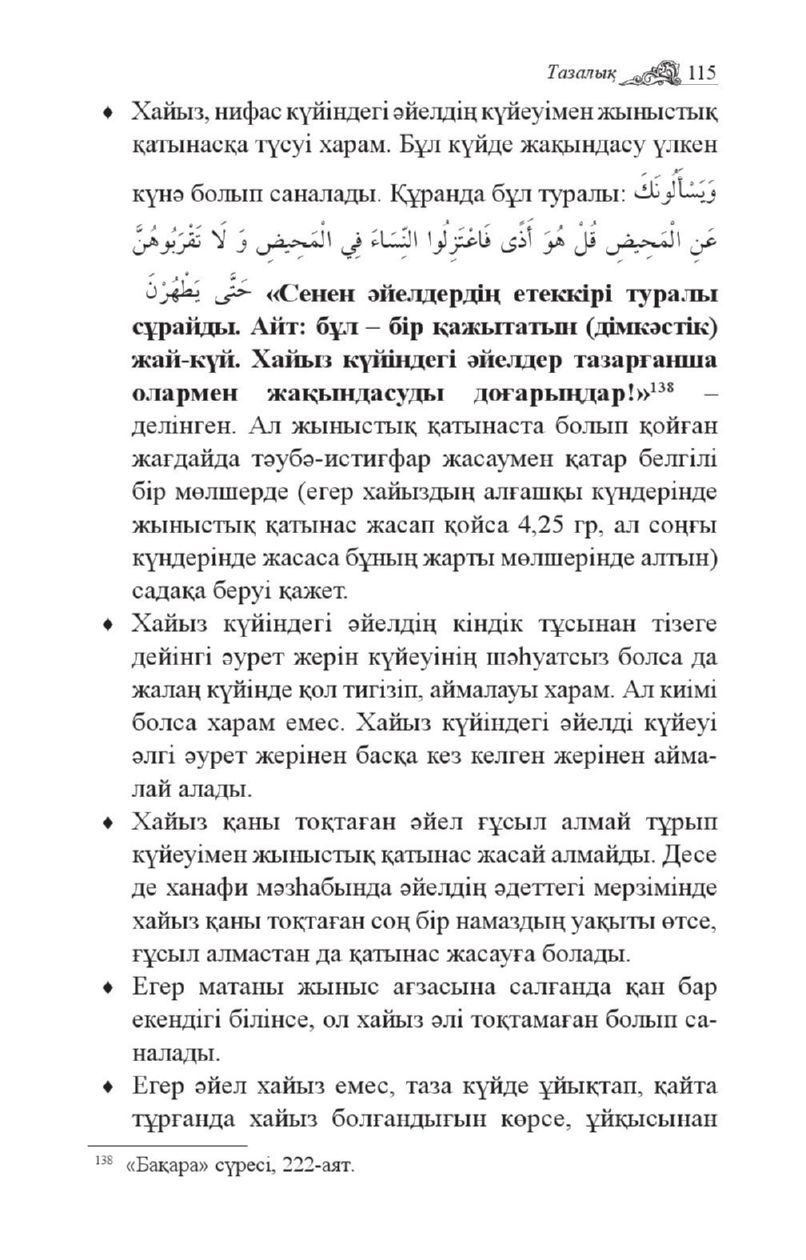 Тазалық 115
♦ Хайыз, нифас күйіндегі әйелдің күйеуімен жыныстық
қатынасқа түсуі харам. Бұл күйде жақындасу үлкен
күнә болып саналады. Құранда бұл туралы: وَيَسْأَلُونَكَ
عَنِ الْمَحِيضِ قُلْ هُوَ أَذًى فَاعْتَزِلُوا النِّسَاءَ فِي الْمَحِيضِ وَ لَا تَقْرَبُوهُنَّ
حَتَّى يَطْهُرْنَ «Сенен әйелдердің етеккірі туралы
сұрайды. Айт: бұл – бір қажытатын (дімкәстік)
жай-күй. Хайыз күйіндегі әйелдер тазарғанша
олармен жақындасуды доғарыңдар!»138 –
делінген. Ал жыныстық қатынаста болып қойған
жағдайда тәубә-истиғфар жасаумен қатар белгілі
бір мөлшерде (егер хайыздың алғашқы күндерінде
жыныстық қатынас жасап қойса 4,25 гр, ал соңғы
күндерінде жасаса бұның жарты мөлшерінде алтын)
садақа беруі қажет.
♦ Хайыз күйіндегі әйелдің кіндік тұсынан тізеге
дейінгі әурет жерін күйеуінің шәһуатсыз болса да
жалаң күйінде қол тигізіп, аймалауы харам. Ал киімі
болса харам емес. Хайыз күйіндегі әйелді күйеуі
әлгі әурет жерінен басқа кез келген жерінен айма-
лай алады.
♦ Хайыз қаны тоқтаған әйел ғұсыл алмай тұрып
күйеуімен жыныстық қатынас жасай алмайды. Десе
де ханафи мәзһабында әйелдің әдеттегі мерзімінде
хайыз қаны тоқтаған соң бір намаздың уақыты өтсе,
ғұсыл алмастан да қатынас жасауға болады.
♦ Егер матаны жыныс ағзасына салғанда қан бар
екендігі білінсе, ол хайыз әлі тоқтамаған болып са-
налады.
♦ Егер әйел хайыз емес, таза күйде ұйықтап, қайта
тұрғанда хайыз болғандығын көрсе, ұйқысынан
138 «Бақара» сүресі, 222-аят.